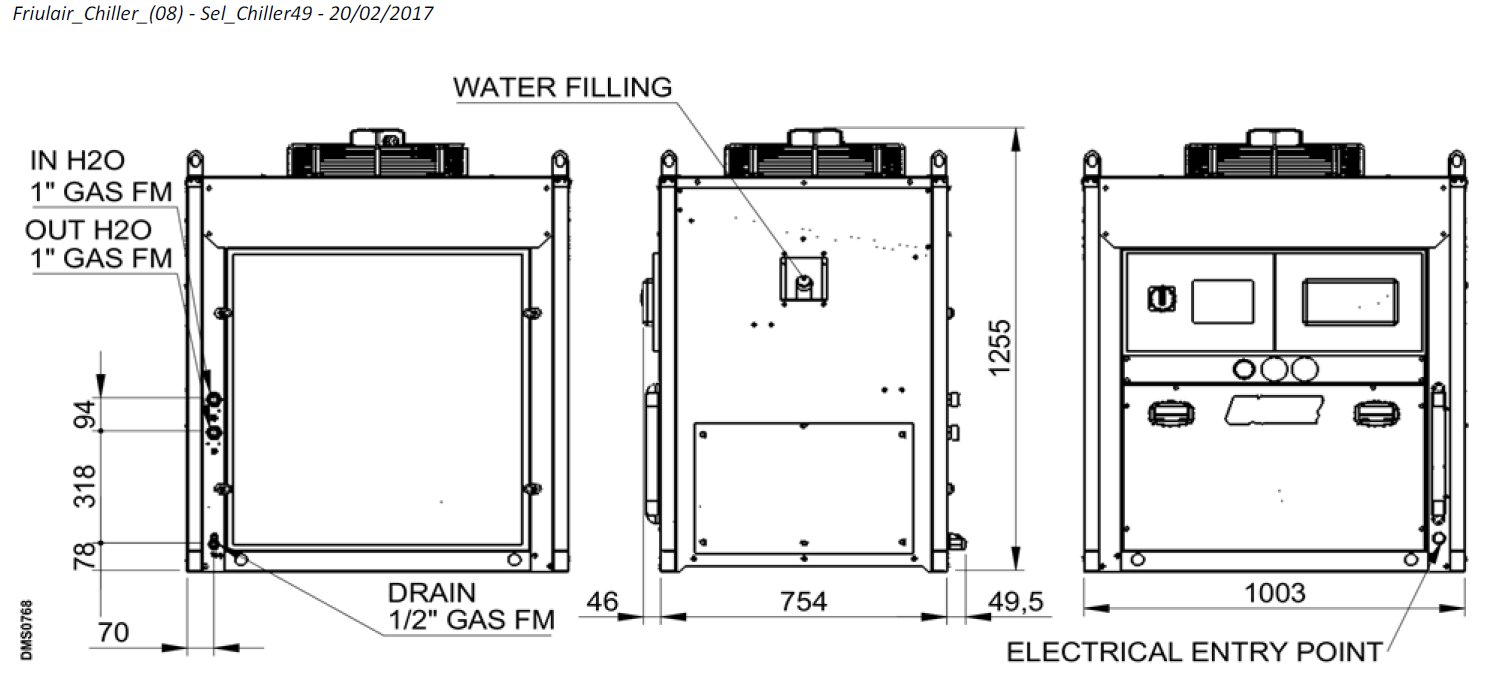 Friulair_Chiller_(08) - Sel_Chiller49 - 20/02/2017
WATER FILLING
IN H2O
1" GAS FM
OUT H2O
1" GAS FM
94
318
78
70
DRAIN
1/2" GAS FM
1255
46
754
49,5
1003
ELECTRICAL ENTRY POINT
DMS0768